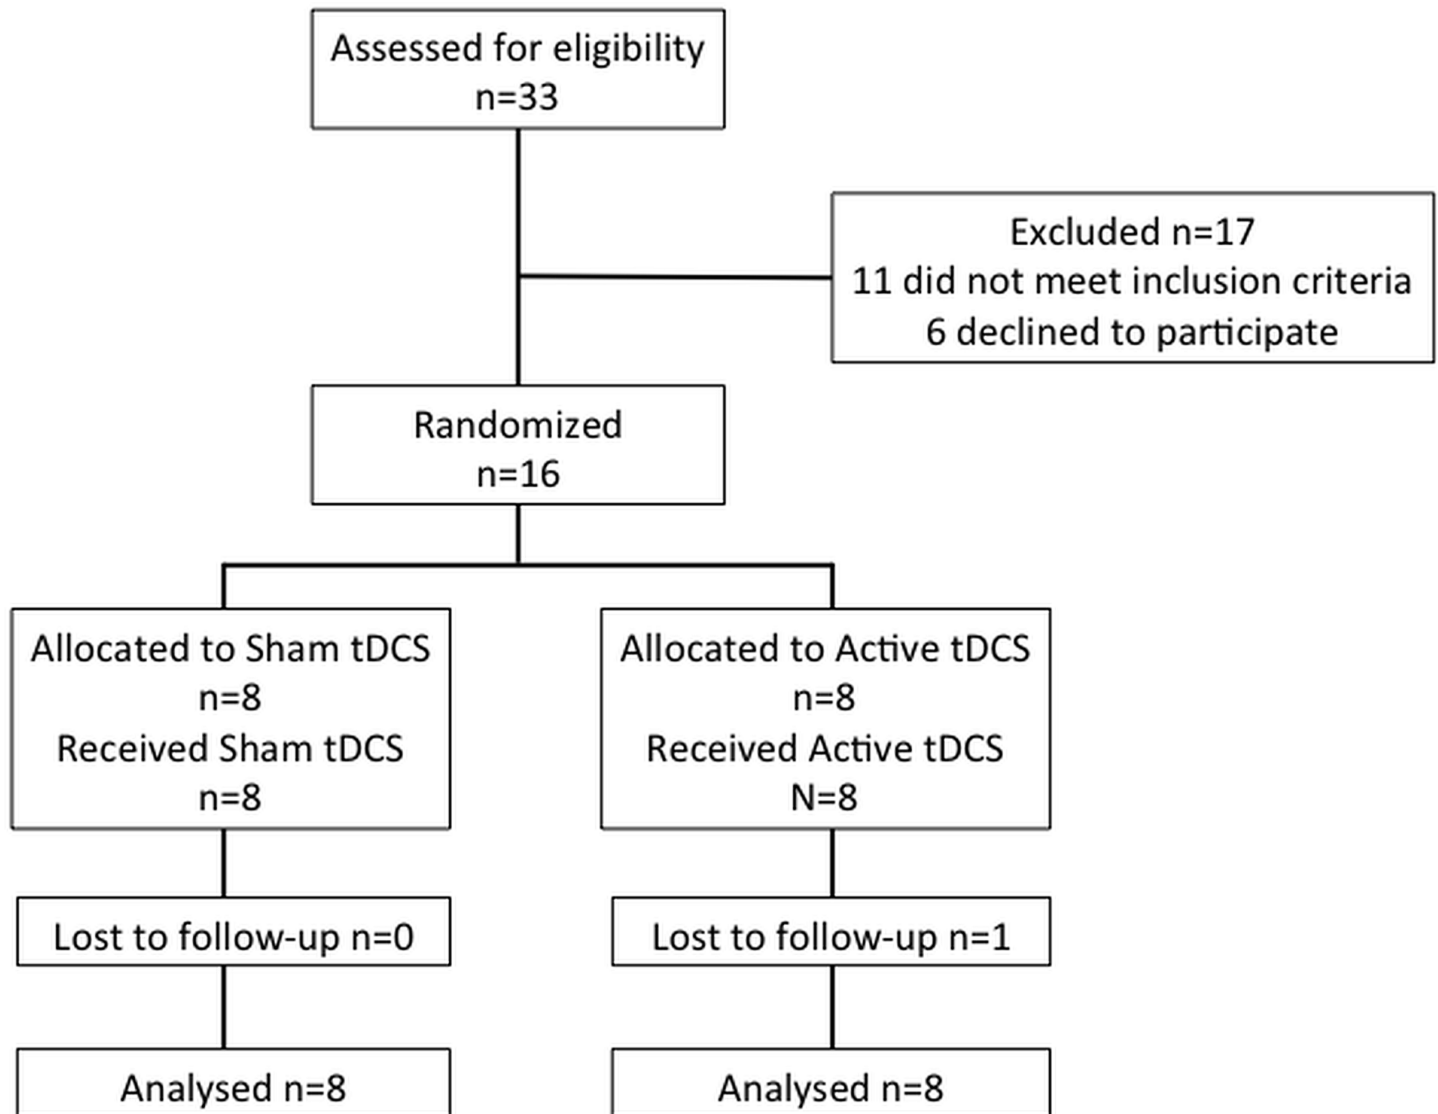 Assessed for eligibility
n=33
Excluded n=17
11 did not meet inclusion criteria
6 declined to participate
Randomized
n=16
Allocated to Sham tDCS
n=8
Received Sham tDCS
n=8
Allocated to Active tDCS
n=8
Received Active tDCS
N=8
Lost to follow-up n=0
Lost to follow-up n=1
Analysed n=8
Analysed n=8